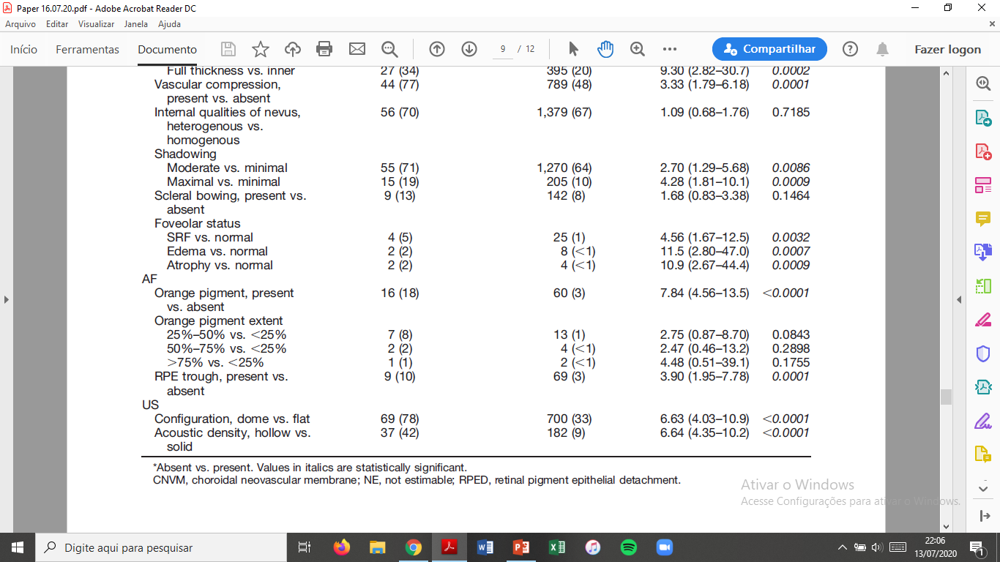 Paper 16.07.20.pdf - Adobe Acrobat Reader DC
Arquivo Editar Visualizar Janela Ajuda
Início Ferramentas Documento 9 / 12 Compartilhar Fazer logon
Full thickness vs. inner 27 (34) 395 (20) 9.30 (2.82–30.7) 0.0002
Vascular compression, 44 (77) 789 (48) 3.33 (1.79–6.18) 0.0001
present vs. absent
Internal qualities of nevus, 56 (70) 1,379 (67) 1.09 (0.68–1.76) 0.7185
heterogenous vs.
homogenous
Shadowing
Moderate vs. minimal 55 (71) 1,270 (64) 2.70 (1.29–5.68) 0.0086
Maximal vs. minimal 15 (19) 205 (10) 4.28 (1.81–10.1) 0.0009
Scleral bowing, present vs. 9 (13) 142 (8) 1.68 (0.83–3.38) 0.1464
absent
Foveolar status
SRF vs. normal 4 (5) 25 (1) 4.56 (1.67–12.5) 0.0032
Edema vs. normal 2 (2) 8 (<1) 11.5 (2.80–47.0) 0.0007
Atrophy vs. normal 2 (2) 4 (<1) 10.9 (2.67–44.4) 0.0009
AF
Orange pigment, present 16 (18) 60 (3) 7.84 (4.56–13.5) <0.0001
vs. absent
Orange pigment extent
25%–50% vs. <25% 7 (8) 13 (1) 2.75 (0.87–8.70) 0.0843
50%–75% vs. <25% 2 (2) 4 (<1) 2.47 (0.46–13.2) 0.2898
>75% vs. <25% 1 (1) 2 (<1) 4.48 (0.51–39.1) 0.1755
RPE trough, present vs. 9 (10) 69 (3) 3.90 (1.95–7.78) 0.0001
absent
US
Configuration, dome vs. flat 69 (78) 700 (33) 6.63 (4.03–10.9) <0.0001
Acoustic density, hollow vs. 37 (42) 182 (9) 6.64 (4.35–10.2) <0.0001
solid
*Absent vs. present. Values in italics are statistically significant.
CNVM, choroidal neovascular membrane; NE, not estimable; RPED, retinal pigment epithelial detachment.
Ativar o Windows
Acesse Configurações para ativar o Windows.
Digite aqui para pesquisar
22:06
13/07/2020
1